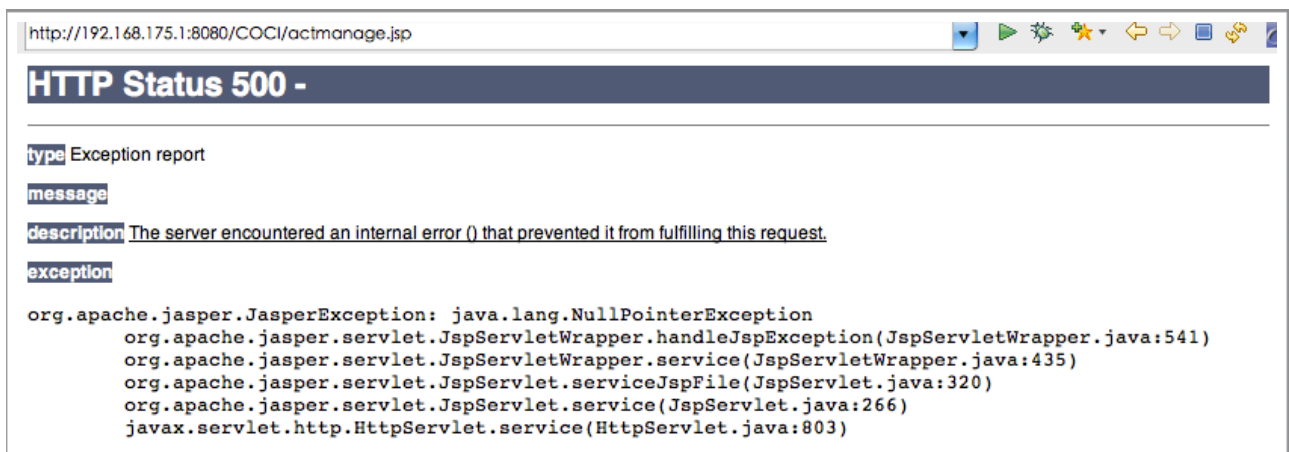 http://192.168.175.1:8080/COCI/actmanage.jsp
HTTP Status 500 -
type Exception report
message
description The server encountered an internal error () that prevented it from fulfilling this request.
exception
org.apache.jasper.JasperException: java.lang.NullPointerException
org.apache.jasper.servlet.JspServletWrapper.handleJspException(JspServletWrapper.java:541)
org.apache.jasper.servlet.JspServletWrapper.service(JspServletWrapper.java:435)
org.apache.jasper.servlet.JspServlet.serviceJspFile(JspServlet.java:320)
org.apache.jasper.servlet.JspServlet.service(JspServlet.java:266)
javax.servlet.http.HttpServlet.service(HttpServlet.java:803)